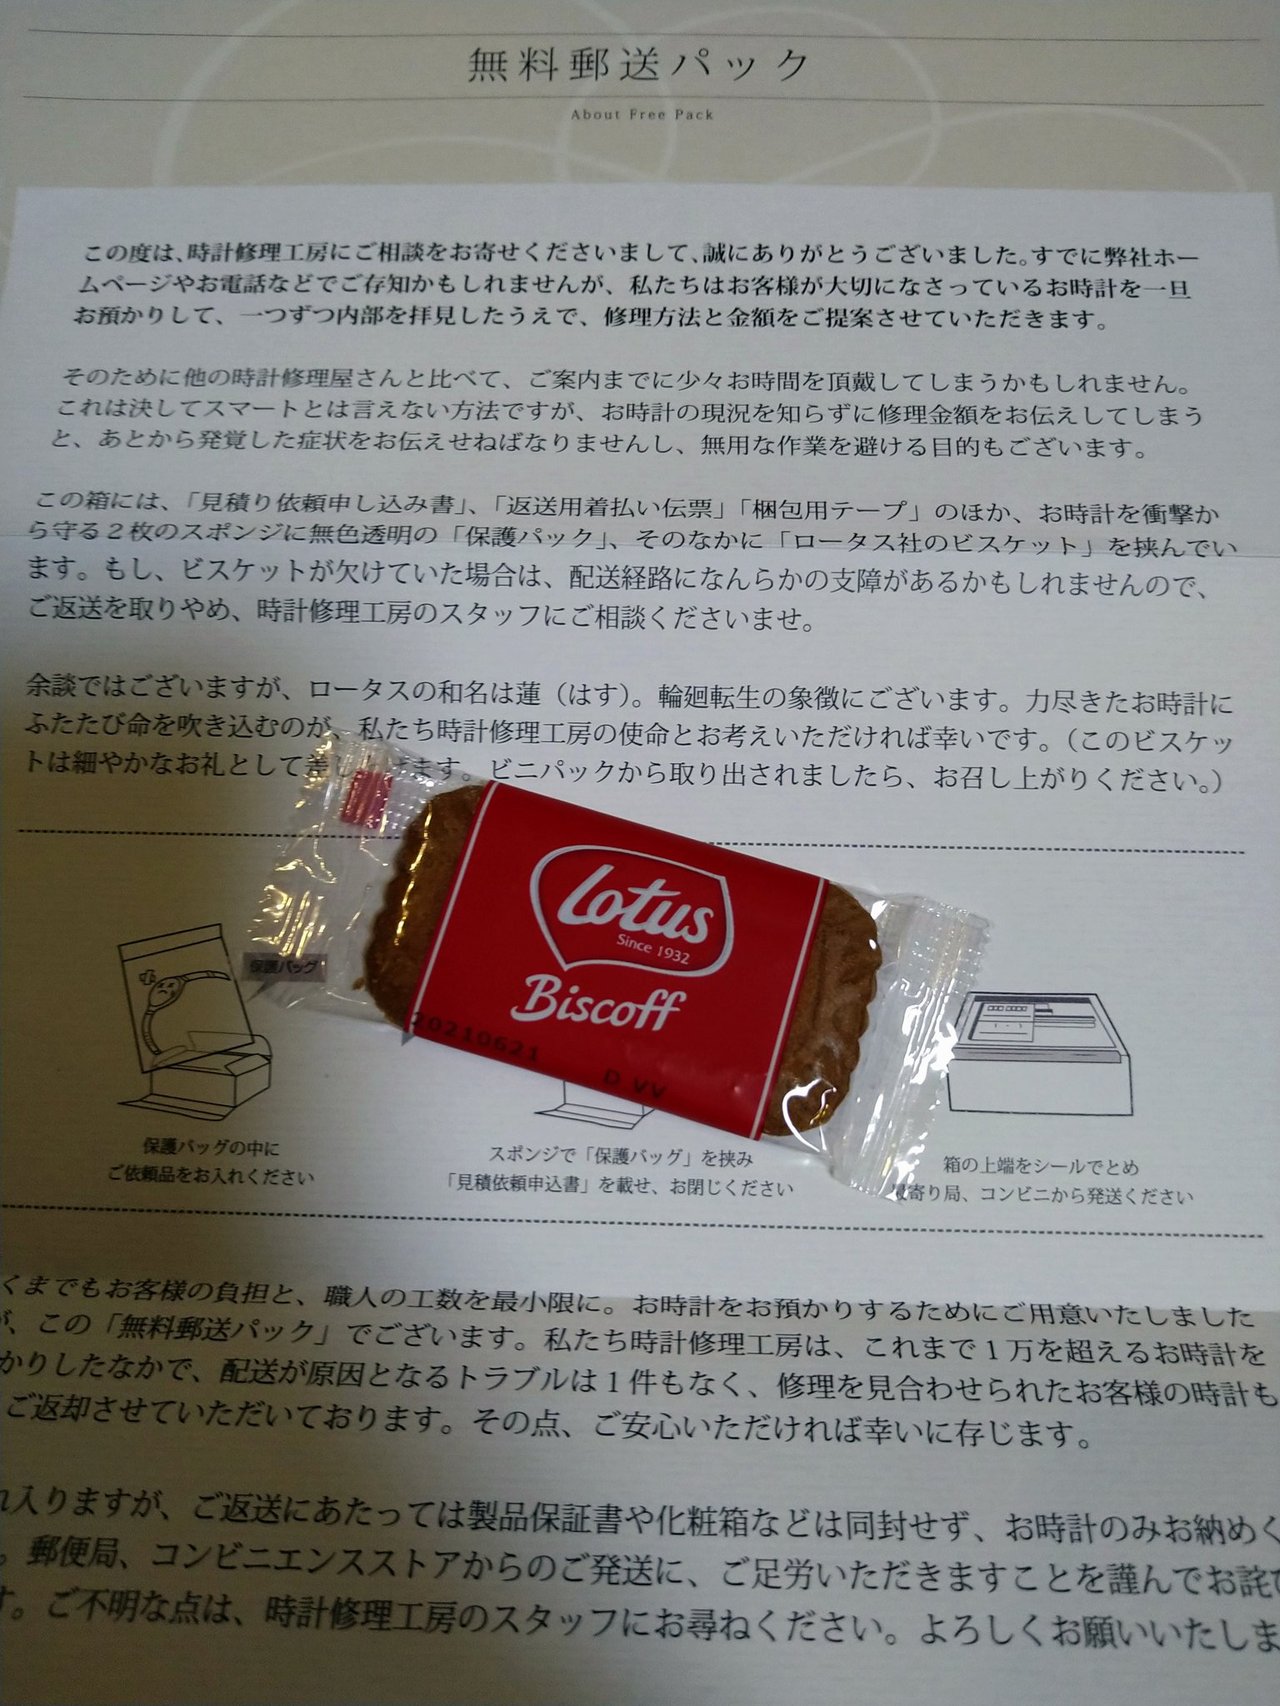 無料郵送パック
About Free Pack
この度は、時計修理工房にご相談をお寄せくださいまして、誠にありがとうございました。すでに弊社ホー
ムページやお電話などでご存知かもしれませんが、私たちはお客様が大切になさっているお時計を一旦
お預かりして、一つずつ内部を拝見したうえで、修理方法と金額をご提案させていただきます。
そのために他の時計修理屋さんと比べて、ご案内までに少々お時間を頂戴してしまうかもしれません。
これは決してスマートとは言えない方法ですが、お時計の現況を知らずに修理金額をお伝えしてしまう
と、あとから発覚した症状をお伝えせねばなりませんし、無用な作業を避ける目的もございます。
この箱には、「見積り依頼申し込み書」、「返送用着払い伝票」「梱包用テープ」のほか、お時計を衝撃か
ら守る2枚のスポンジに無色透明の「保護パック」、そのなかに「ロータス社のビスケット」を挟んでい
ます。もし、ビスケットが欠けていた場合は、配送経路になんらかの支障があるかもしれませんので、
ご返送を取りやめ、時計修理工房のスタッフにご相談くださいませ。
余談ではございますが、ロータスの和名は蓮（はす）。輪廻転生の象徴にございます。力尽きたお時計に
ふたたび命を吹き込むのが、私たち時計修理工房の使命とお考えいただければ幸いです。（このビスケッ
トは細やかなお礼として差し上げます。ビニパックから取り出されましたら、お召し上がりください。）
Lotus
Since 1932
Biscoff
20210621
D VV
保護バッグ
保護バッグの中に
ご依頼品をお入れください
スポンジで「保護バッグ」を挟み
「見積依頼申込書」を載せ、お閉じください
箱の上端をシールでとめ
寄り局、コンビニから発送ください
くまでもお客様の負担と、職人の工数を最小限に。お時計をお預かりするためにご用意いたしました
、この「無料郵送パック」でございます。私たち時計修理工房は、これまで1万を超えるお時計を
かりしたなかで、配送が原因となるトラブルは1件もなく、修理を見合わせられたお客様の時計も
ご返却させていただいております。その点、ご安心いただければ幸いに存じます。
入りますが、ご返送にあたっては製品保証書や化粧箱などは同封せず、お時計のみお納めく
。郵便局、コンビニエンスストアからのご発送に、ご足労いただきますことを謹んでお詫び
す。ご不明な点は、時計修理工房のスタッフにお尋ねください。よろしくお願いいたしま